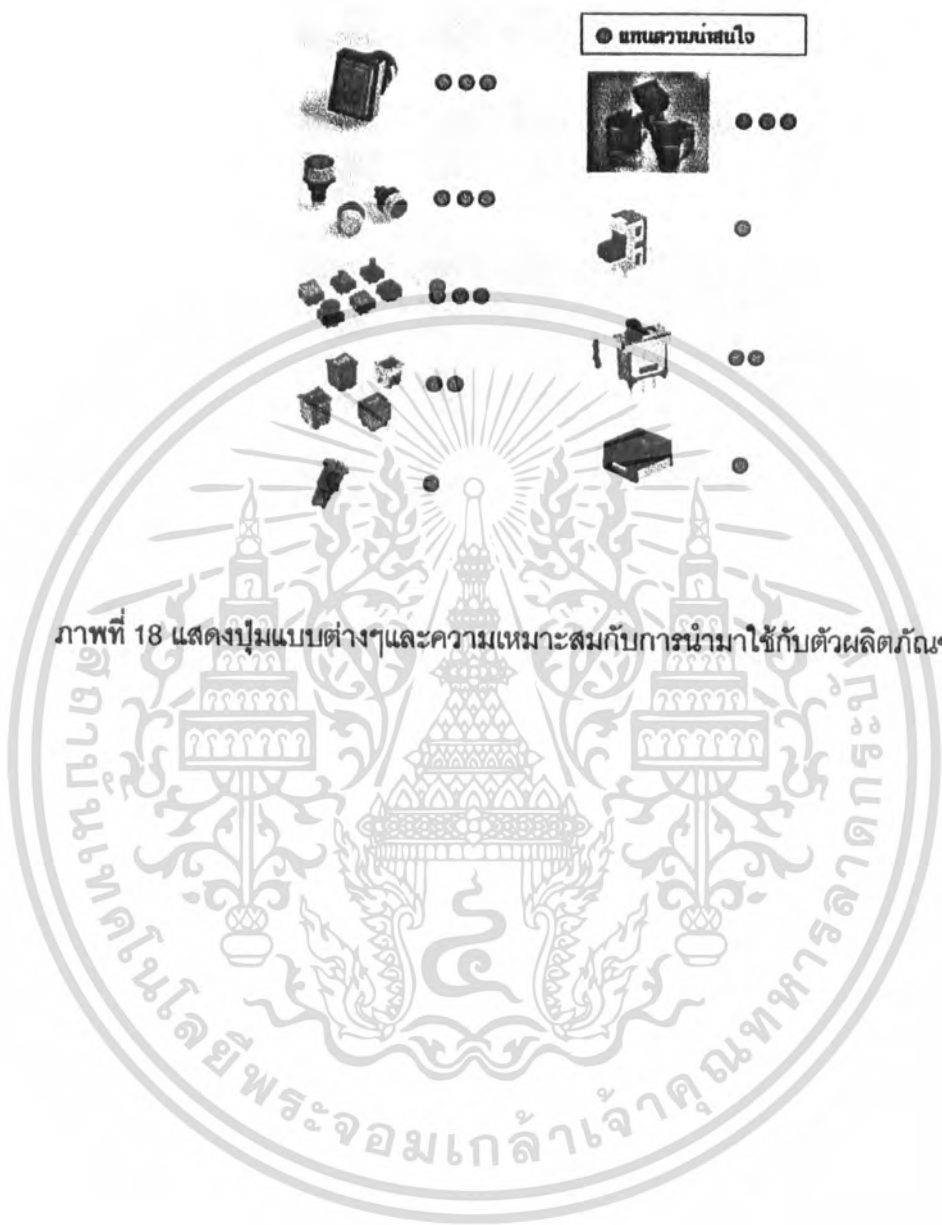 แทนความน่าสนใจ
ภาพที่ 18 แสดงปุ่มแบบต่างๆและความเหมาะสมกับการนำมาใช้กับตัวผลิตภัณฑ์
สถาบันเทคโนโลยีพระจอมเกล้าเจ้าคุณทหารลาดกระบัง